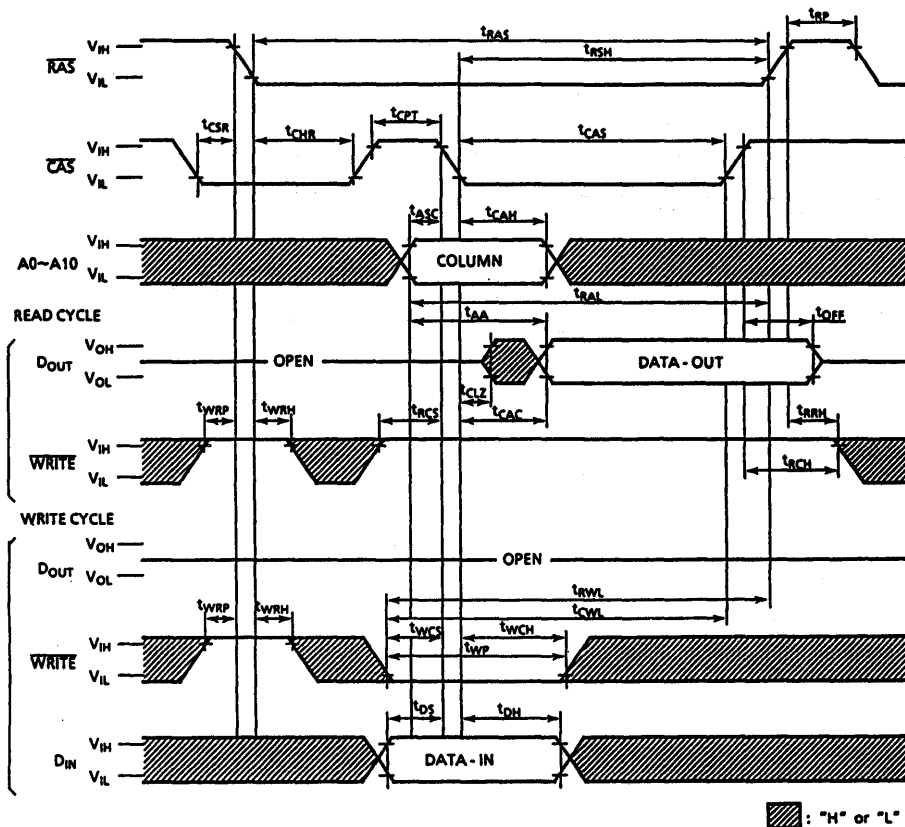 tRP
tRAS
VIH
RAS
tRSH
VIL
tCSR
tCHR
tCPT
tCAS
VIH
CAS
VIL
tASC
tCAH
VIH
A0~A10
COLUMN
VIL
tRAL
READ CYCLE
tAA
tOFF
VOH
DOUT
OPEN
DATA-OUT
VOL
tCLZ
tWRP
tWRH
tRCS
tCAC
tRRH
VIH
WRITE
tRCH
VIL
WRITE CYCLE
VOH
DOUT
OPEN
VOL
tRWL
tWRP
tWRH
tCWL
tWCS
tWCH
VIH
WRITE
tWP
VIL
tDS
tDH
VIH
DIN
DATA-IN
VIL
: "H" or "L"